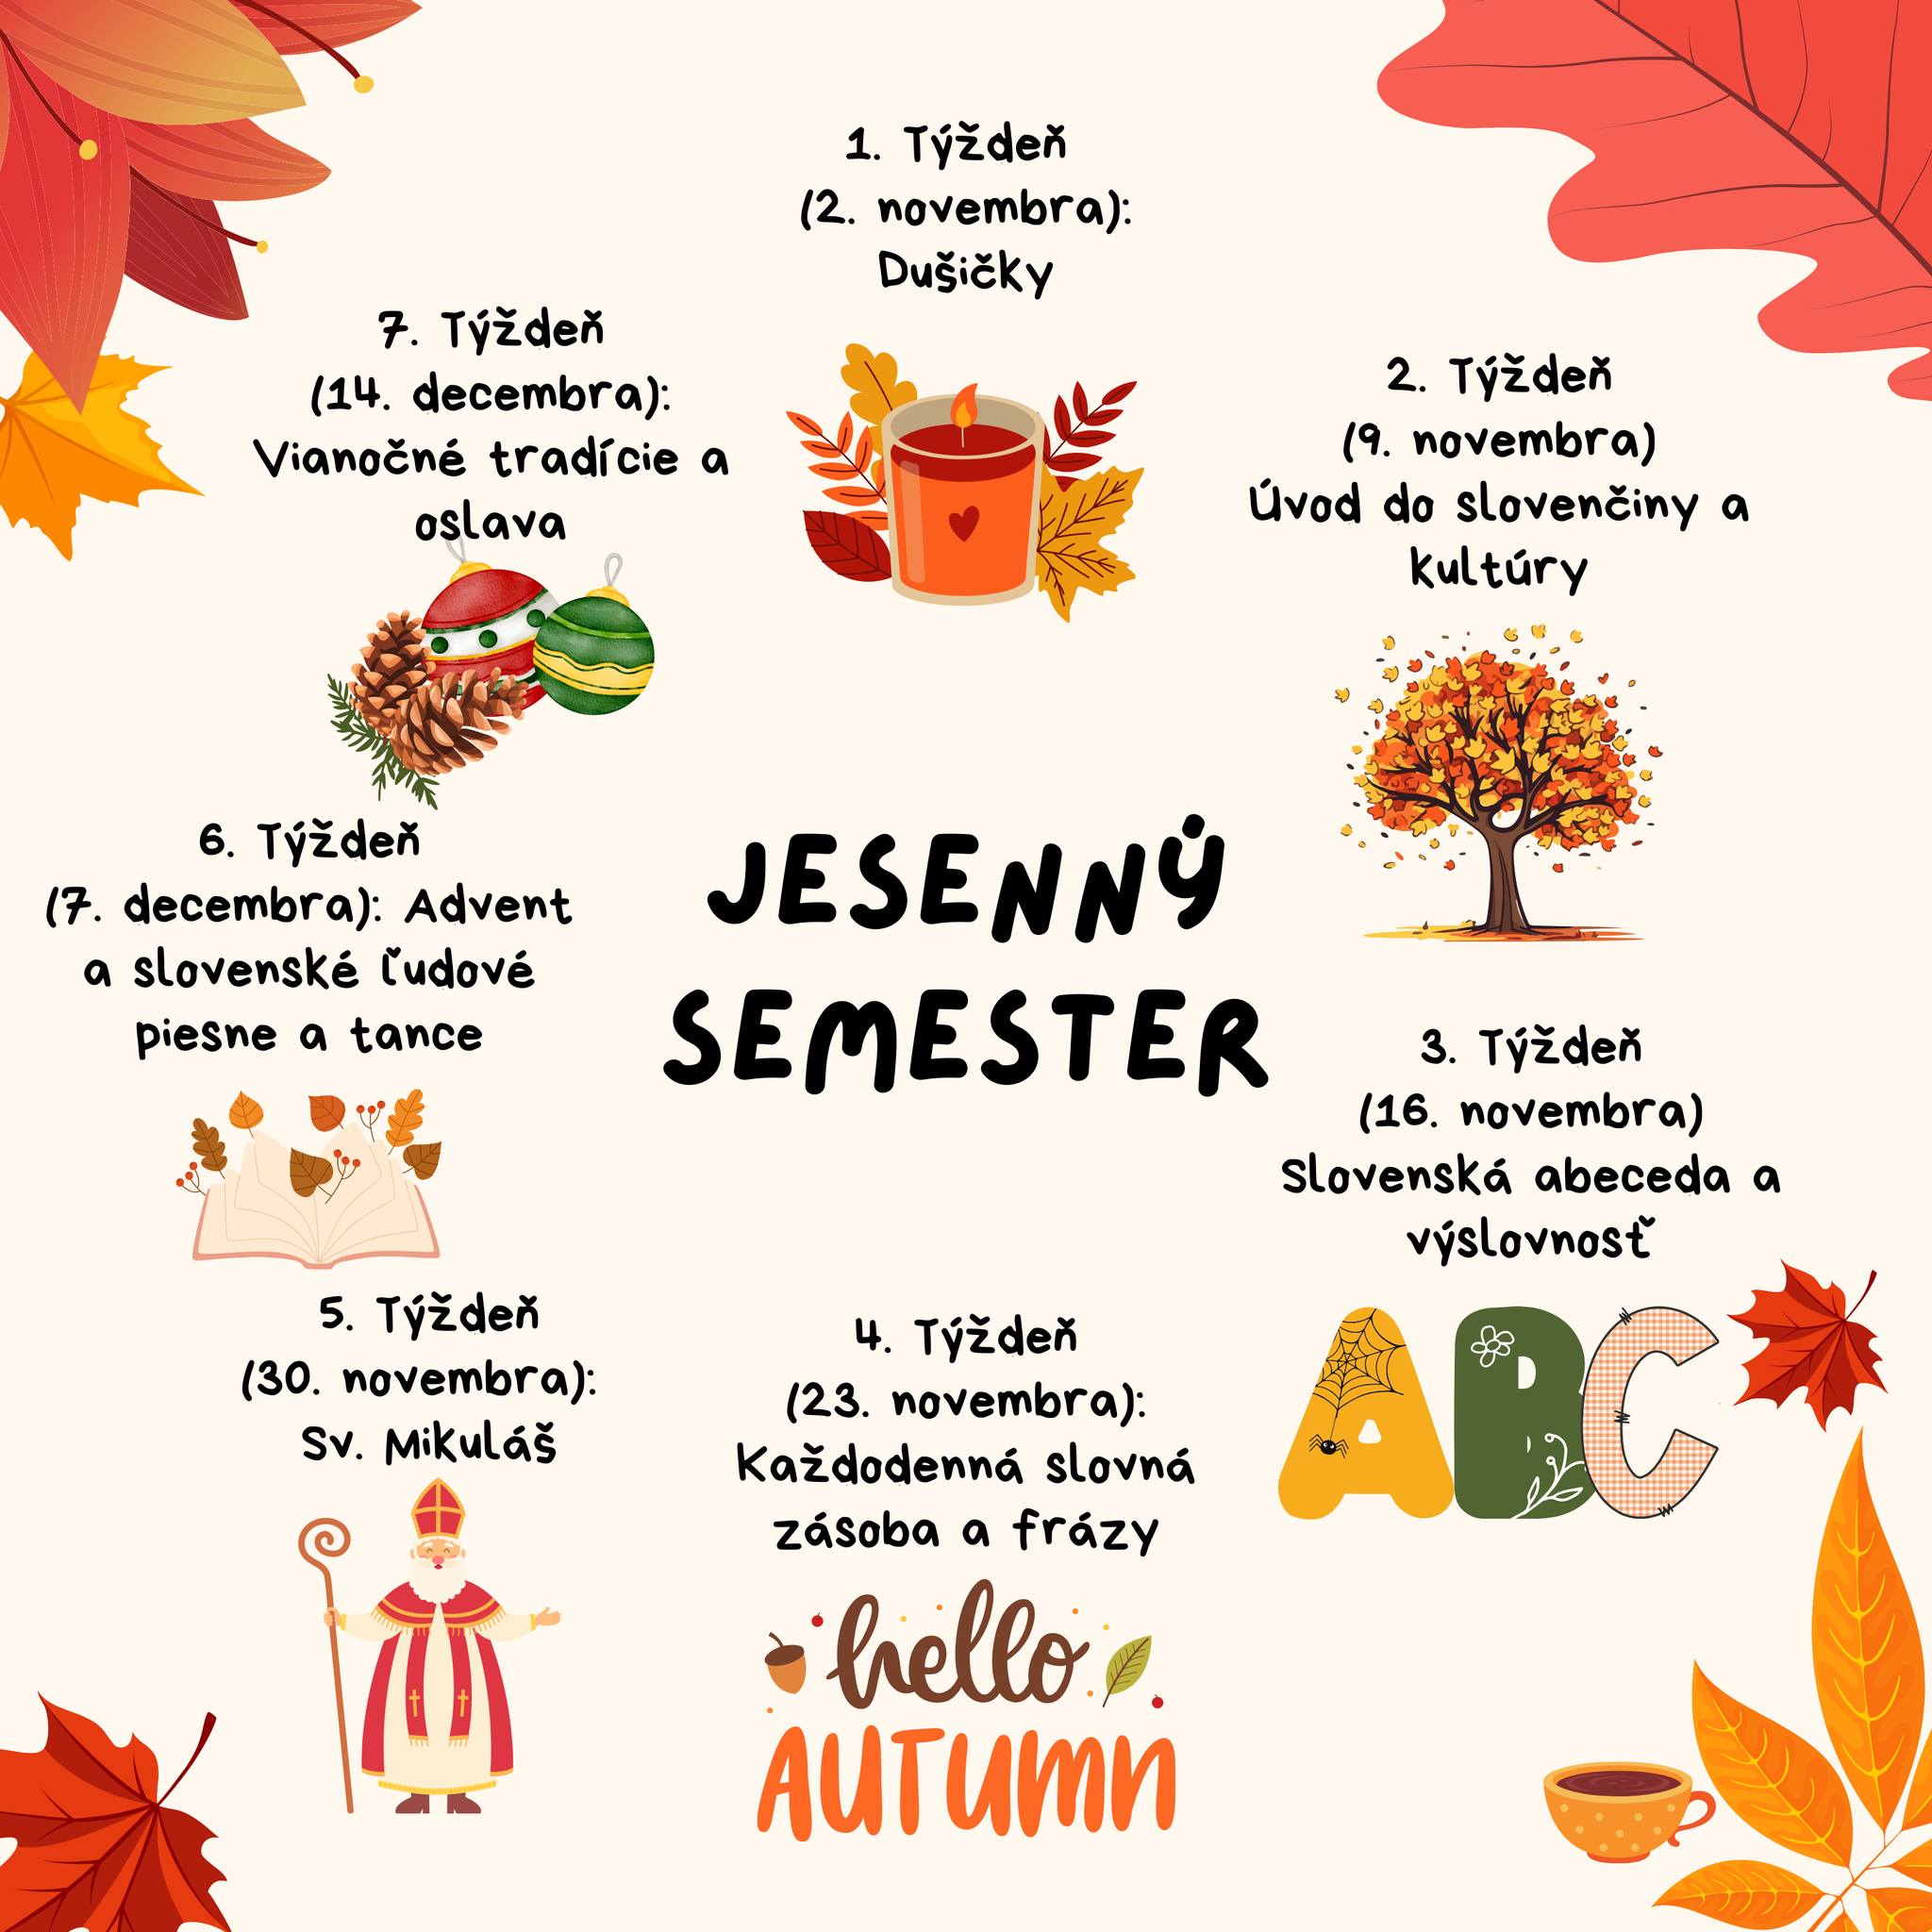 1. Týždeň
(2. novembra):
Dušičky
2. Týždeň
(9. novembra)
Úvod do slovenčiny a
kultúry
3. Týždeň
(16. novembra)
Slovenská abeceda a
výslovnosť
ABC
4. Týždeň
(23. novembra):
Každodenná slovná
zásoba a frázy
hello
AUTUMN
5. Týždeň
(30. novembra):
Sv. Mikuláš
6. Týždeň
(7. decembra): Advent
a slovenské ľudové
piesne a tance
7. Týždeň
(14. decembra):
Vianočné tradície a
oslava
JESENNÝ
SEMESTER